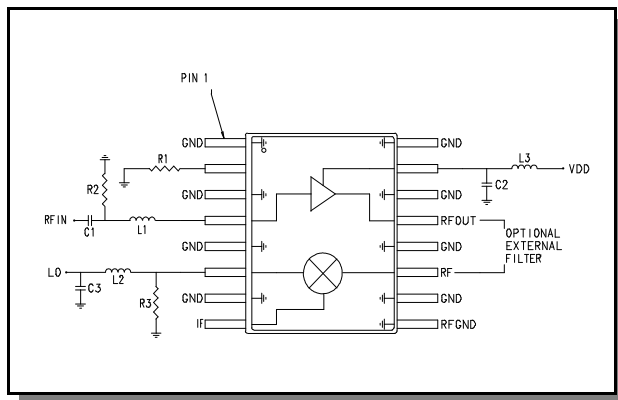 PIN 1
GND
GND
R1
L3
VDD
R2
C2
GND
GND
RFIN
C1
L1
RFOUT
OPTIONAL
EXTERNAL
FILTER
GND
GND
LO
L2
RF
C3
R3
GND
GND
IF
RFGND